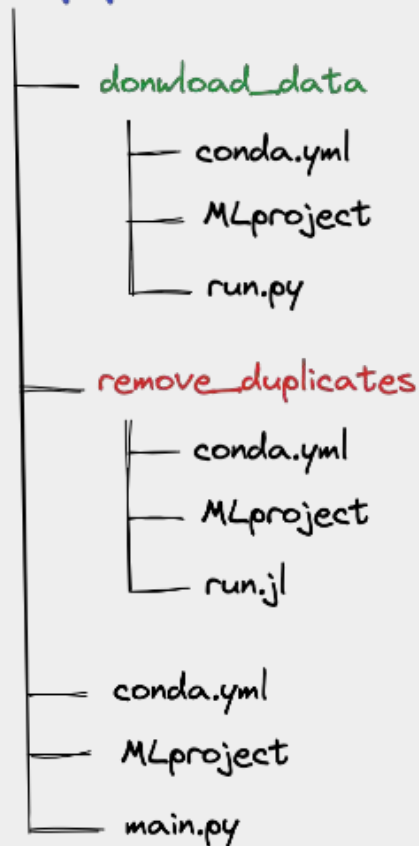 donwload_data
conda.yml
MLproject
run.py
remove_duplicates
conda.yml
MLproject
run.jl
conda.yml
MLproject
main.py